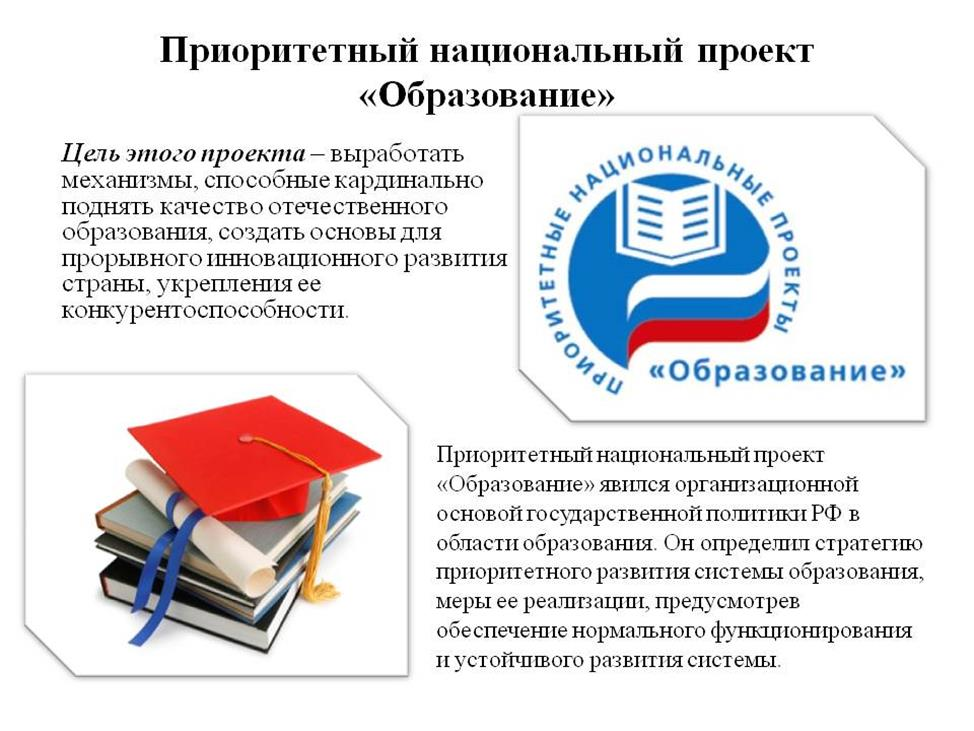 Приоритетный национальный проект
«Образование»
Цель этого проекта – выработать
механизмы, способные кардинально
поднять качество отечественного
образования, создать основы для
прорывного инновационного развития
страны, укрепления ее
конкурентоспособности.
ПРИОРИТЕТНЫЕ НАЦИОНАЛЬНЫЕ ПРОЕКТЫ
«Образование»
Приоритетный национальный проект
«Образование» явился организационной
основой государственной политики РФ в
области образования. Он определил стратегию
приоритетного развития системы образования,
меры ее реализации, предусмотрев
обеспечение нормального функционирования
и устойчивого развития системы.